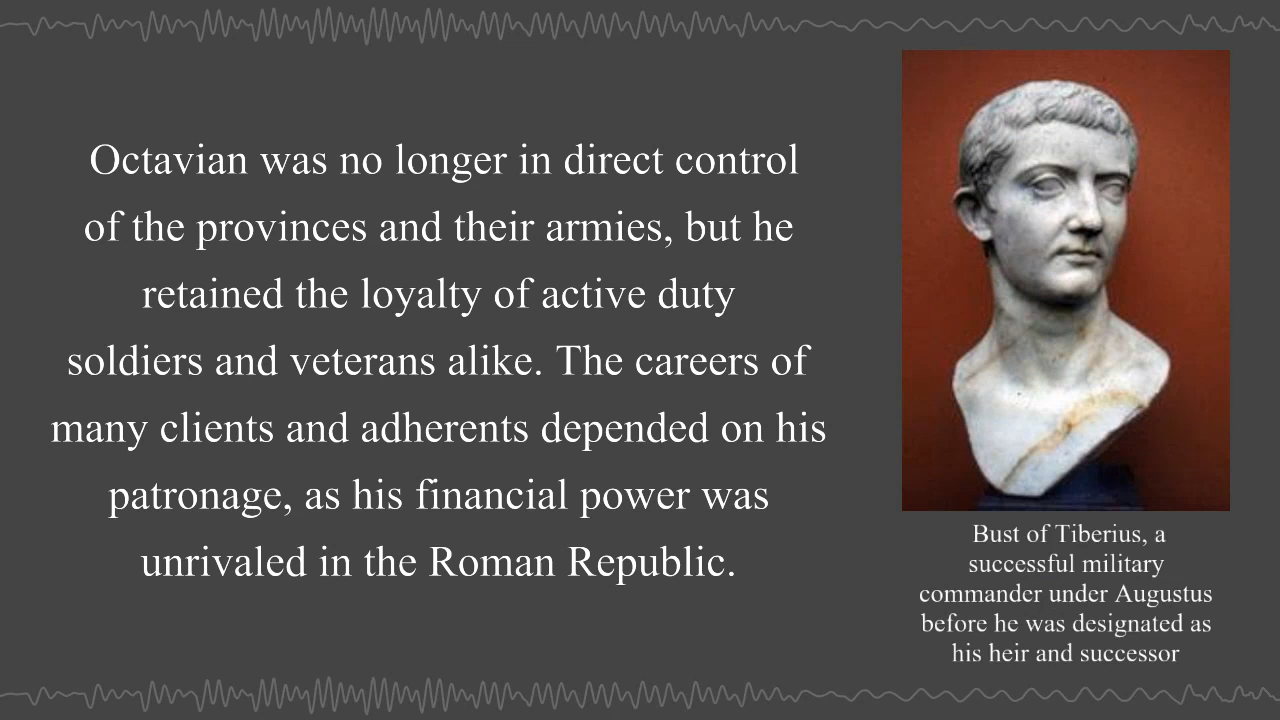 Octavian was no longer in direct control
of the provinces and their armies, but he
retained the loyalty of active duty
soldiers and veterans alike. The careers of
many clients and adherents depended on his
patronage, as his financial power was
unrivaled in the Roman Republic.
Bust of Tiberius, a
successful military
commander under Augustus
before he was designated as
his heir and successor